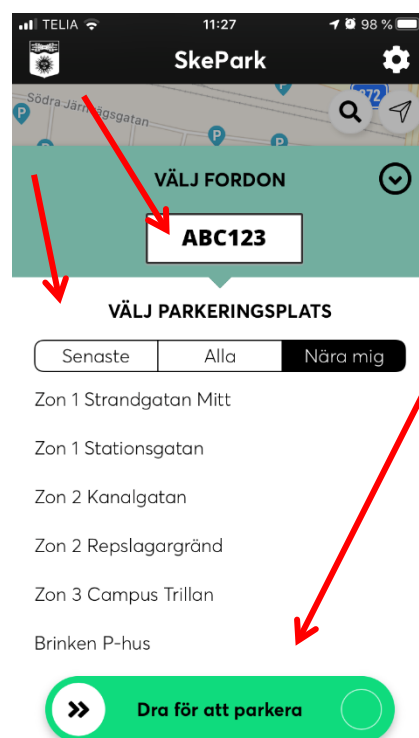 TELIA 11:27 98 %
SkePark
Södra Järnvägsgatan
372
VÄLJ FORDON
ABC123
VÄLJ PARKERINGSPLATS
Senaste Alla Nära mig
Zon 1 Strandgatan Mitt
Zon 1 Stationsgatan
Zon 2 Kanalgatan
Zon 2 Repslagargränd
Zon 3 Campus Trillan
Brinken P-hus
Dra för att parkera